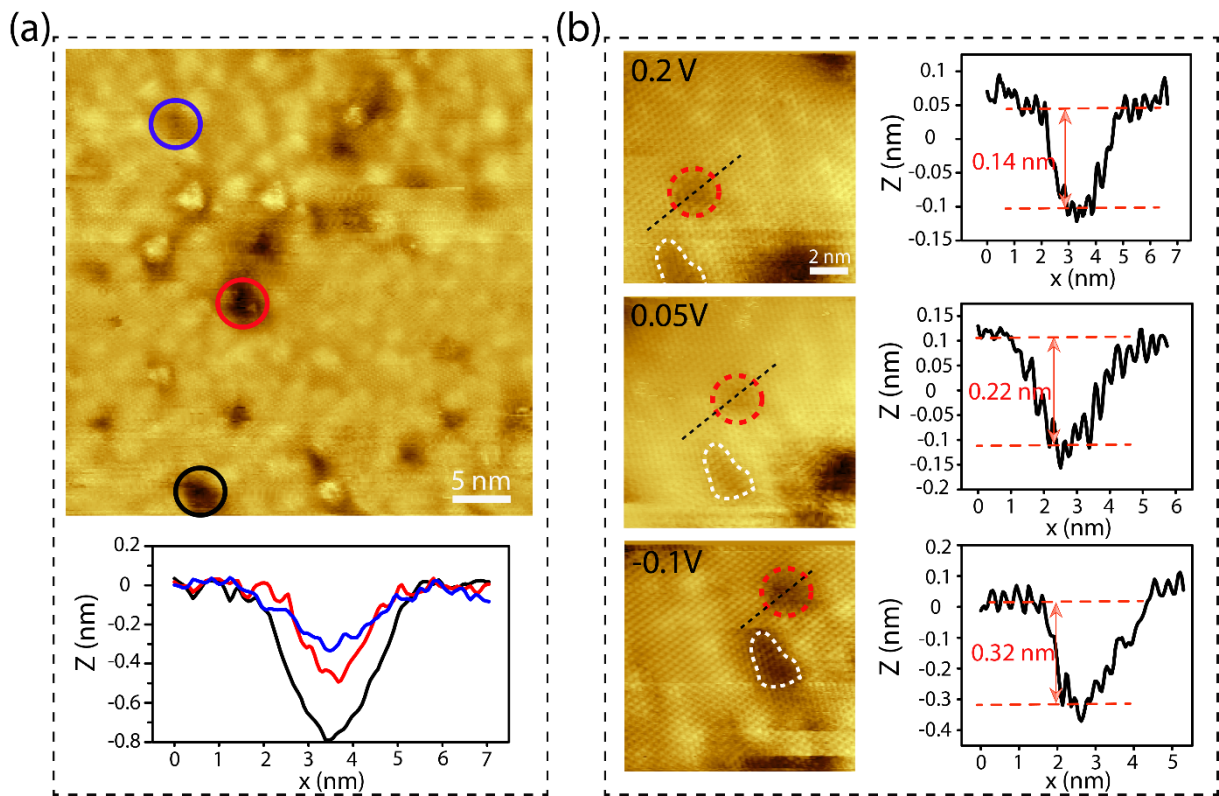 (a)
5 nm
0.2
0
-0.2
-0.4
-0.6
-0.8
Z (nm)
0 1 2 3 4 5 6 7
x (nm)
(b)
0.2 V
2 nm
0.1
0.05
0
-0.05
-0.1
-0.15
Z (nm)
0.14 nm
0 1 2 3 4 5 6 7
x (nm)
0.05V
0.15
0.1
0.05
0
-0.05
-0.1
-0.15
-0.2
Z (nm)
0.22 nm
0 1 2 3 4 5 6
x (nm)
-0.1V
0.2
0.1
0
-0.1
-0.2
-0.3
-0.4
Z (nm)
0.32 nm
0 1 2 3 4 5
x (nm)